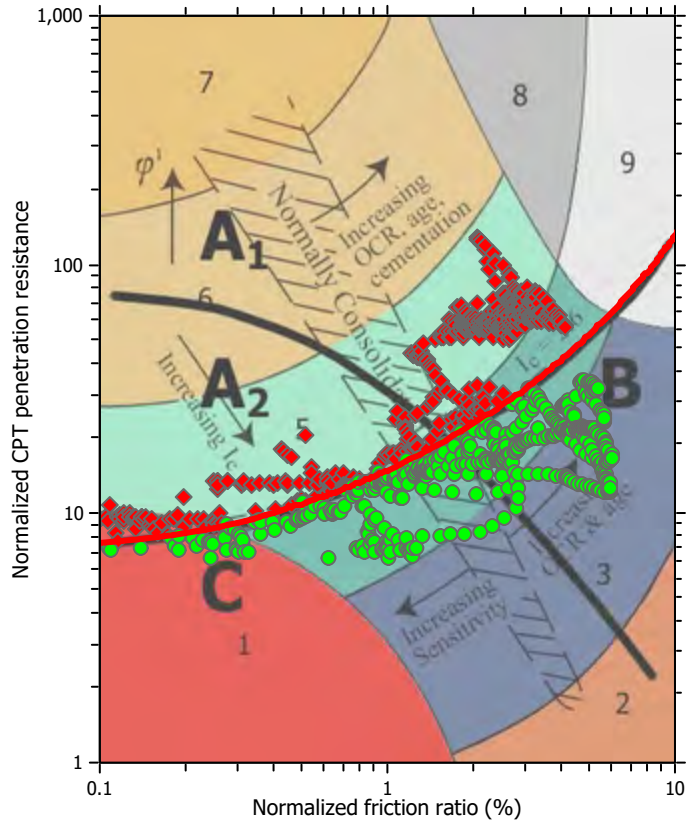 1,000
7
8
9
φ'
Normally Consolid
Increasing
OCR, age,
cementation
A1
100
6
Increasing Ic
A2
5
B
Normalized CPT penetration resistance
10
C
1
Increasing
Sensitivity
3
2
1
0.1
1
10
Normalized friction ratio (%)